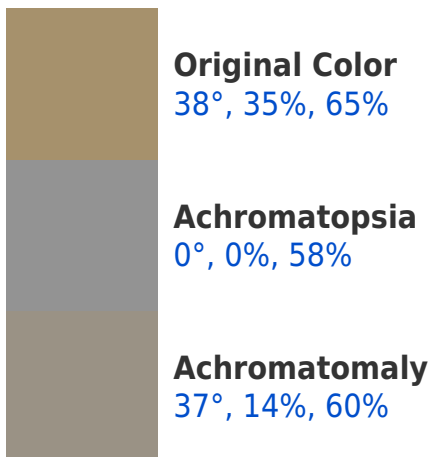 Original Color
38°, 35%, 65%
Achromatopsia
0°, 0%, 58%
Achromatomaly
37°, 14%, 60%